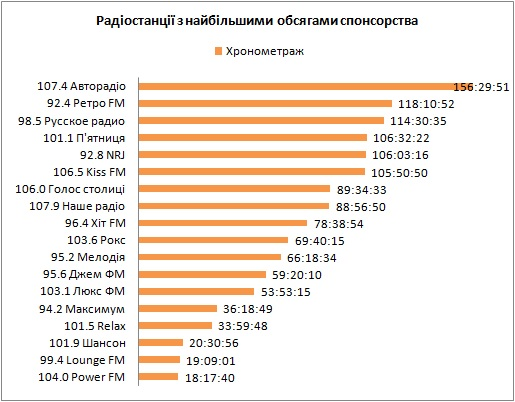 Радіостанції з найбільшими обсягами спонсорства
Хронометраж
107.4 Авторадіо 156:29:51
92.4 Ретро FM 118:10:52
98.5 Русское радио 114:30:35
101.1 П'ятниця 106:32:22
92.8 NRJ 106:03:16
106.5 Kiss FM 105:50:50
106.0 Голос столиці 89:34:33
107.9 Наше радіо 88:56:50
96.4 Хіт FM 78:38:54
103.6 Рокс 69:40:15
95.2 Мелодія 66:18:34
95.6 Джем ФМ 59:20:10
103.1 Люкс ФМ 53:53:15
94.2 Максимум 36:18:49
101.5 Relax 33:59:48
101.9 Шансон 20:30:56
99.4 Lounge FM 19:09:01
104.0 Power FM 18:17:40